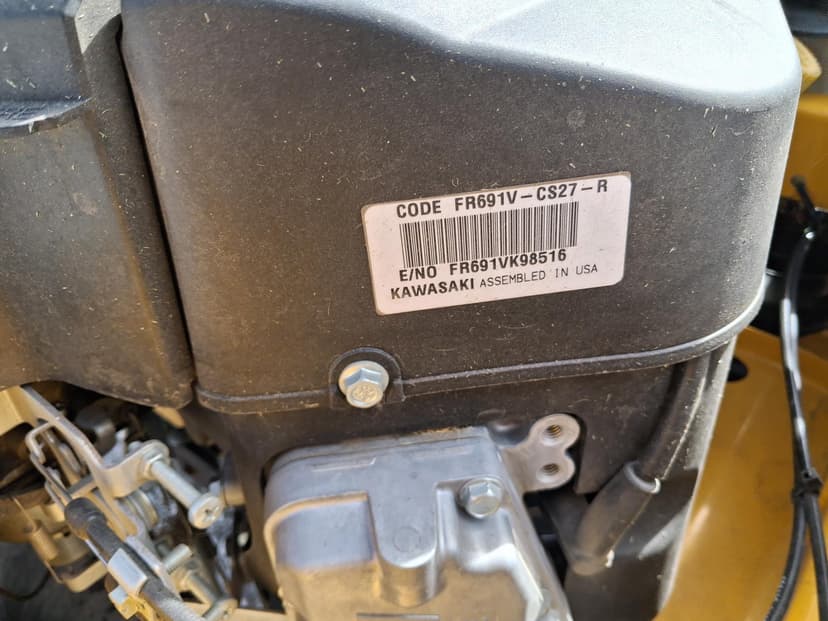 CODE FR691V-CS27-R
E/NO FR691VK98516
KAWASAKI ASSEMBLED IN USA